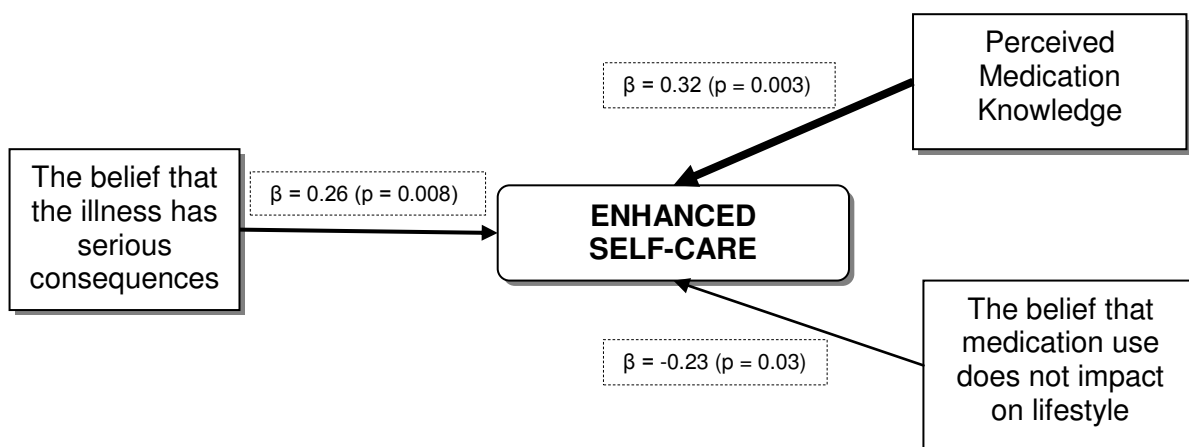 Perceived
Medication
Knowledge
β = 0.32 (p = 0.003)
The belief that
the illness has
serious
consequences
β = 0.26 (p = 0.008)
ENHANCED
SELF-CARE
β = -0.23 (p = 0.03)
The belief that
medication use
does not impact
on lifestyle